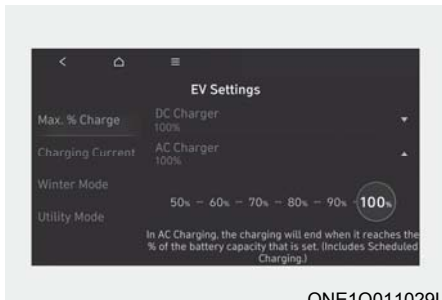 EV Settings
Max. % Charge
DC Charger
100%
Charging Current
AC Charger
100%
Winter Mode
50% – 60% – 70% – 80% – 90% – 100%
Utility Mode
In AC Charging, the charging will end when it reaches the
% of the battery capacity that is set. (Includes Scheduled
Charging.)